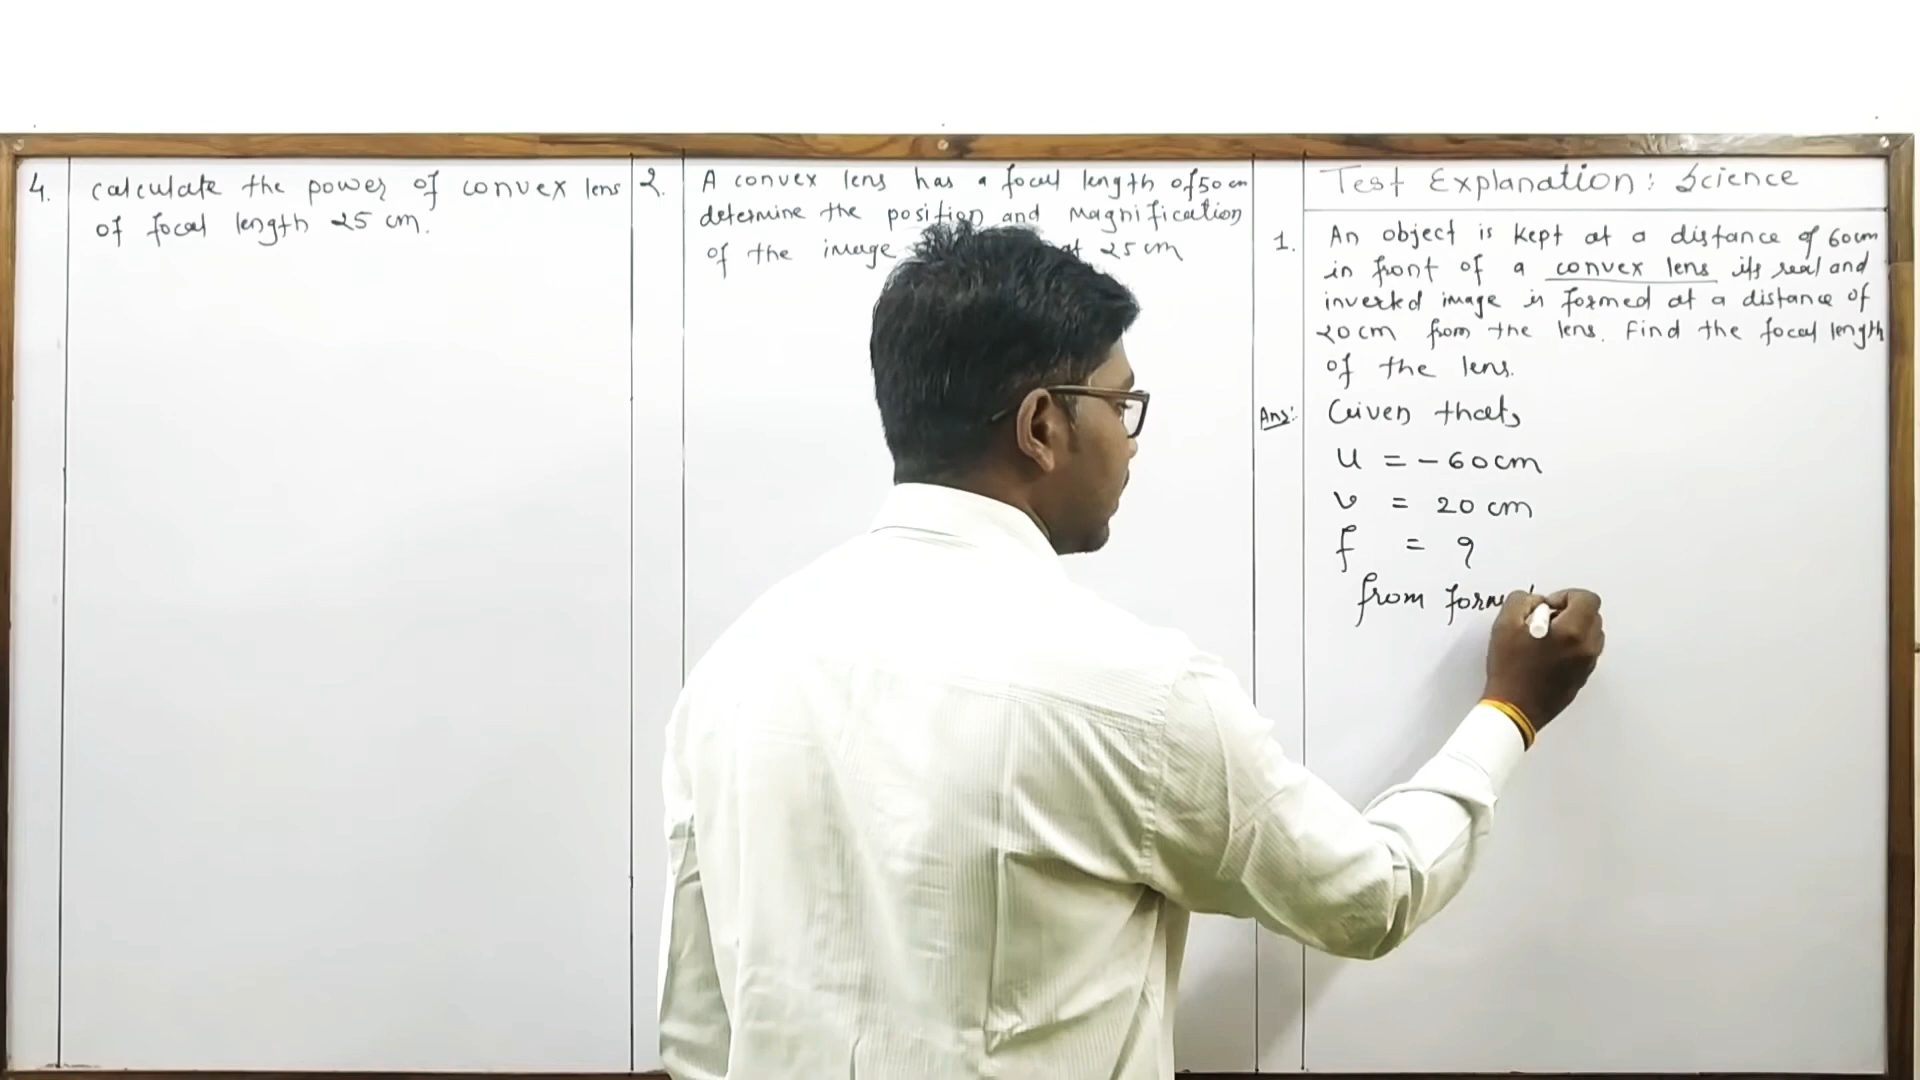 Test Explanation: Science
1. An object is kept at a distance of 60cm
in front of a convex lens its real and
inverted image is formed at a distance of
20cm from the lens. Find the focal length
of the lens.
Ans: Given that,
u = -60cm
v = 20 cm
f = ?
from
2. A convex lens has a focal length of 50 cm
determine the position and magnification
of the image at 25 cm
4. calculate the power of convex lens
of focal length 25 cm.